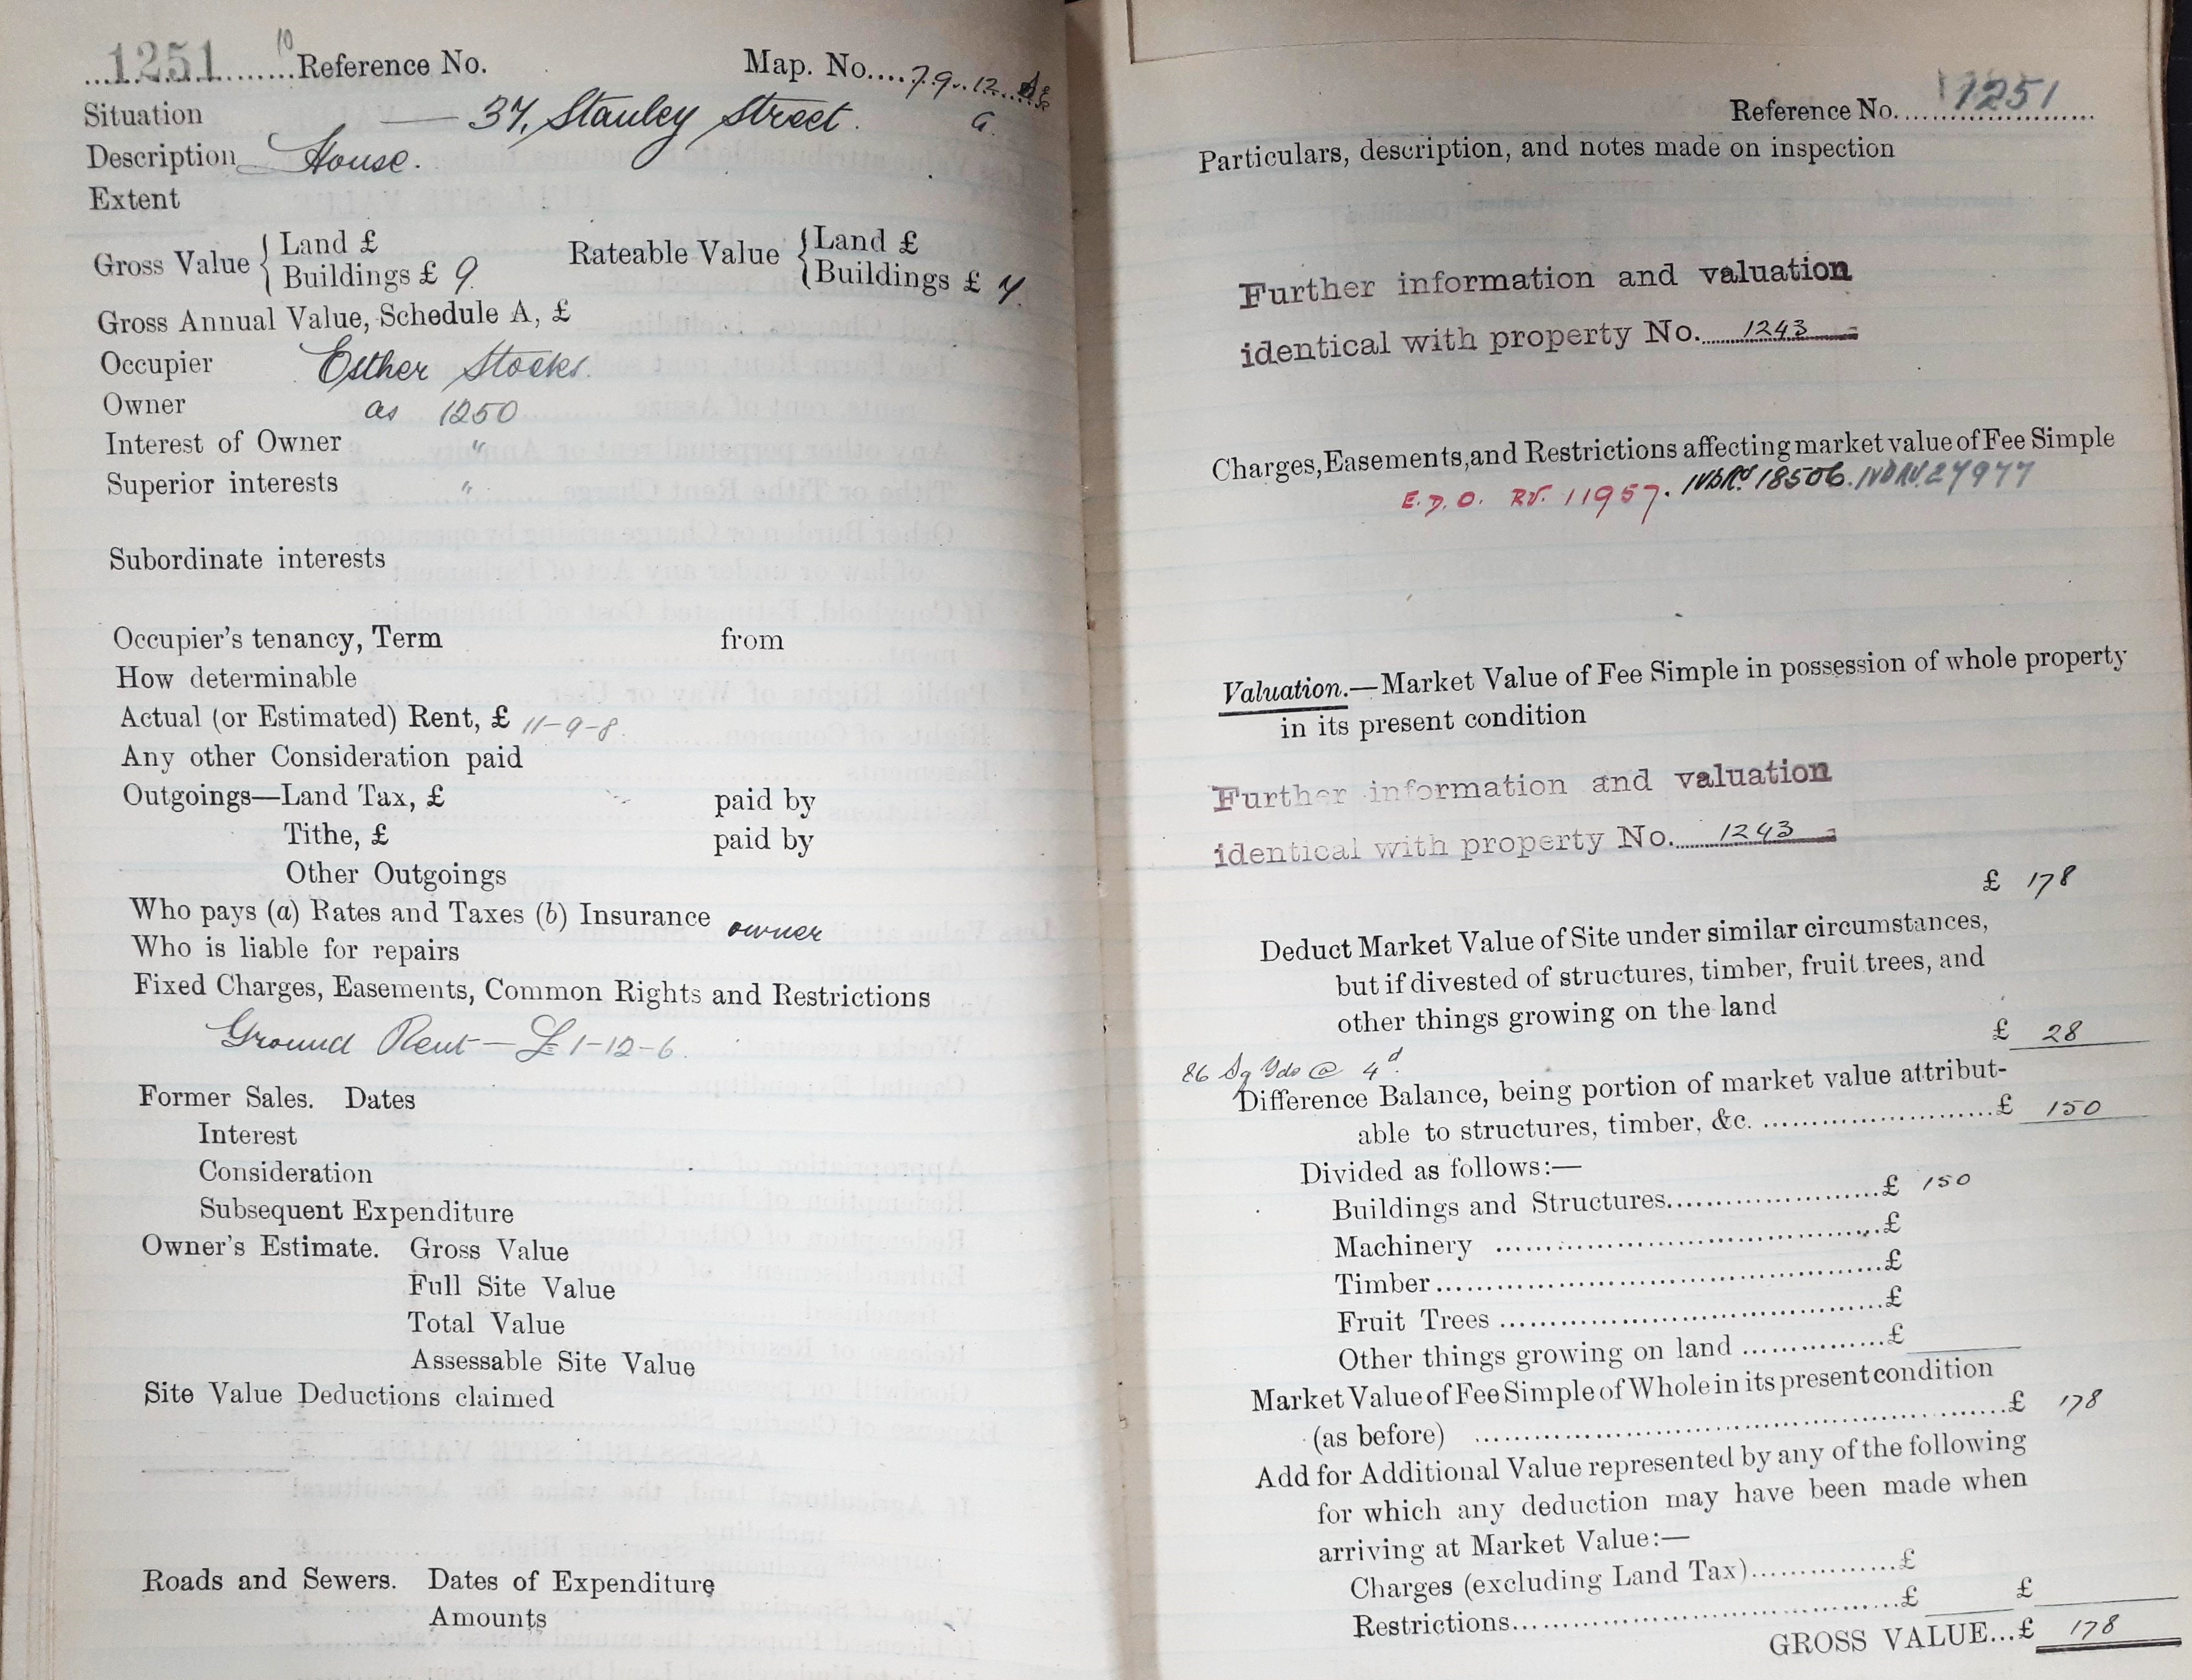 1251 10 Reference No. Map. No....79.12. SE
Situation — 37, Stanley Street. a.
Description House.
Extent
Gross Value { Land £ Rateable Value { Land £
Buildings £ 9 Buildings £ 7.
Gross Annual Value, Schedule A, £
Occupier Esther Stocks.
Owner as 1250
Interest of Owner "
Superior interests "
Subordinate interests
Occupier's tenancy, Term from
How determinable
Actual (or Estimated) Rent, £ 11-9-8.
Any other Consideration paid
Outgoings—Land Tax, £ paid by
Tithe, £ paid by
Other Outgoings
Who pays (a) Rates and Taxes (b) Insurance owner
Who is liable for repairs
Fixed Charges, Easements, Common Rights and Restrictions
Ground Rent — £1-12-6.
Former Sales. Dates
Interest
Consideration
Subsequent Expenditure
Owner's Estimate. Gross Value
Full Site Value
Total Value
Assessable Site Value
Site Value Deductions claimed
Roads and Sewers. Dates of Expenditure
Amounts
Reference No. 1251
Particulars, description, and notes made on inspection
Further information and valuation
identical with property No. 1243
Charges, Easements, and Restrictions affecting market value of Fee Simple
E.D.O. RV. 11957. IVDRV 18506. IVDRV. 27977
Valuation.—Market Value of Fee Simple in possession of whole property
in its present condition
Further information and valuation
identical with property No. 1243
£ 178
Deduct Market Value of Site under similar circumstances,
but if divested of structures, timber, fruit trees, and
other things growing on the land
£ 28
86 Sq Yds @ 4d.
Difference Balance, being portion of market value attribut-
able to structures, timber, &c. ........................£ 150
Divided as follows:—
Buildings and Structures........................£ 150
Machinery ........................£
Timber........................£
Fruit Trees ........................£
Other things growing on land ...............£
Market Value of Fee Simple of Whole in its present condition
(as before) ........................£ 178
Add for Additional Value represented by any of the following
for which any deduction may have been made when
arriving at Market Value:—
Charges (excluding Land Tax)...............£
Restrictions........................£ £
GROSS VALUE...£ 178